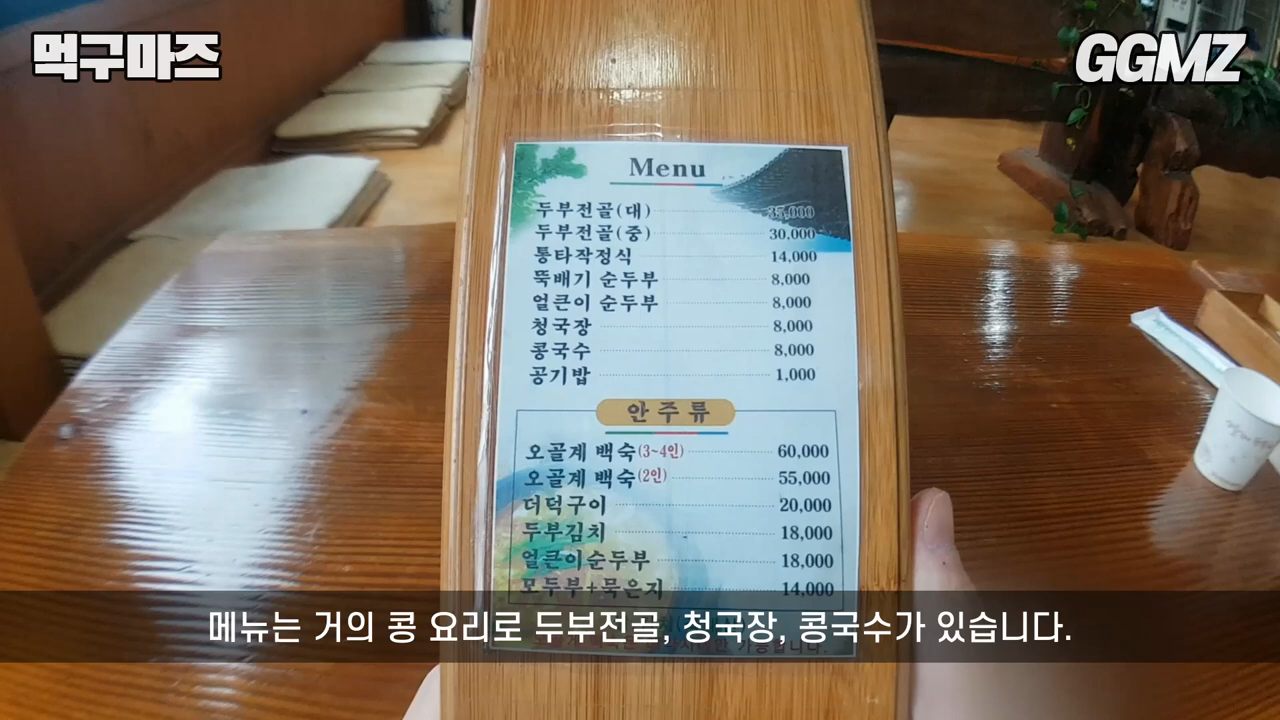 먹구마즈
GGMZ
Menu
두부전골(대) 35,000
두부전골(중) 30,000
통타작정식 14,000
뚝배기 순두부 8,000
얼큰이 순두부 8,000
청국장 8,000
콩국수 8,000
공기밥 1,000
안주류
오골계 백숙(3~4인) 60,000
오골계 백숙(2인) 55,000
더덕구이 20,000
두부김치 18,000
얼큰이순두부 18,000
모두부+묵은지 14,000
메뉴는 거의 콩 요리로 두부전골, 청국장, 콩국수가 있습니다.